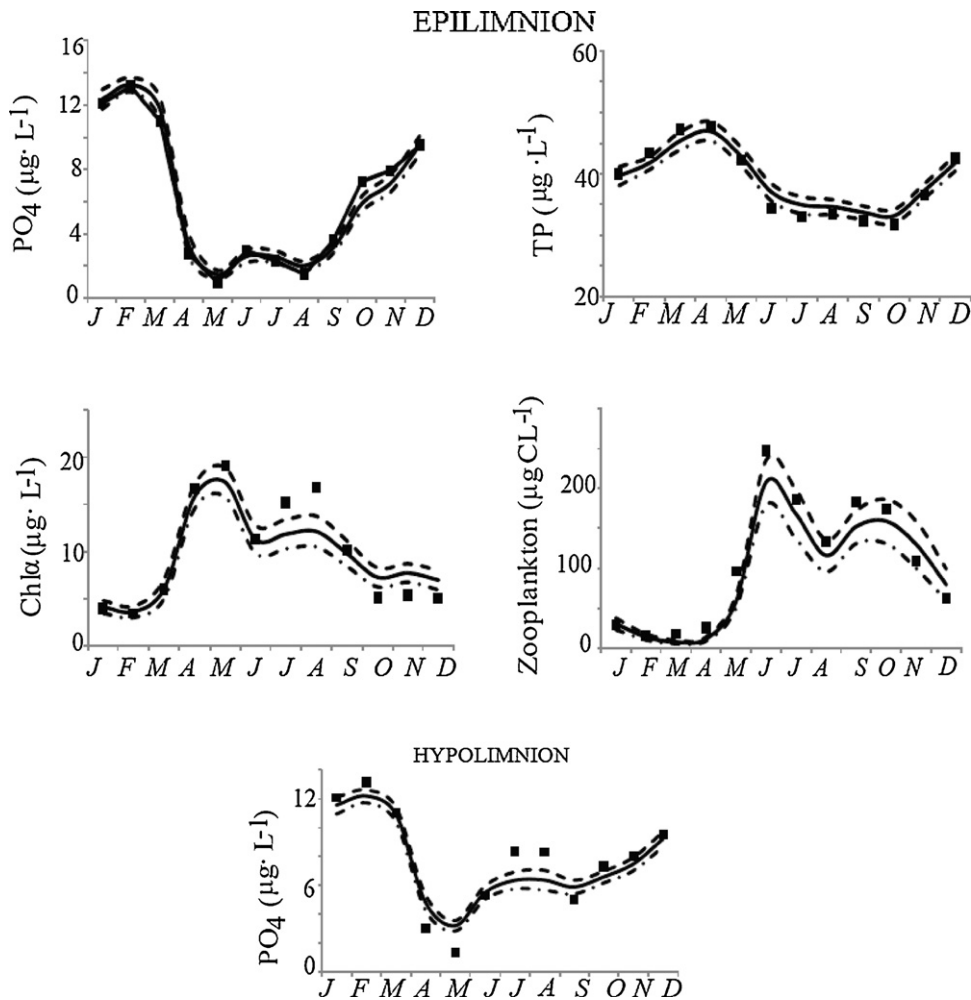 EPILIMNION
PO4 (µg· L-1)
16
12
8
4
0
J F M A M J J A S O N D
TP (µg ·L-1)
60
40
20
J F M A M J J A S O N D
Chlα(µg· L-1)
20
10
0
J F M A M J J A S O N D
Zooplankton (µgCL-1)
200
100
0
J F M A M J J A S O N D
HYPOLIMNION
PO4 (µg· L-1)
12
6
0
J F M A M J J A S O N D